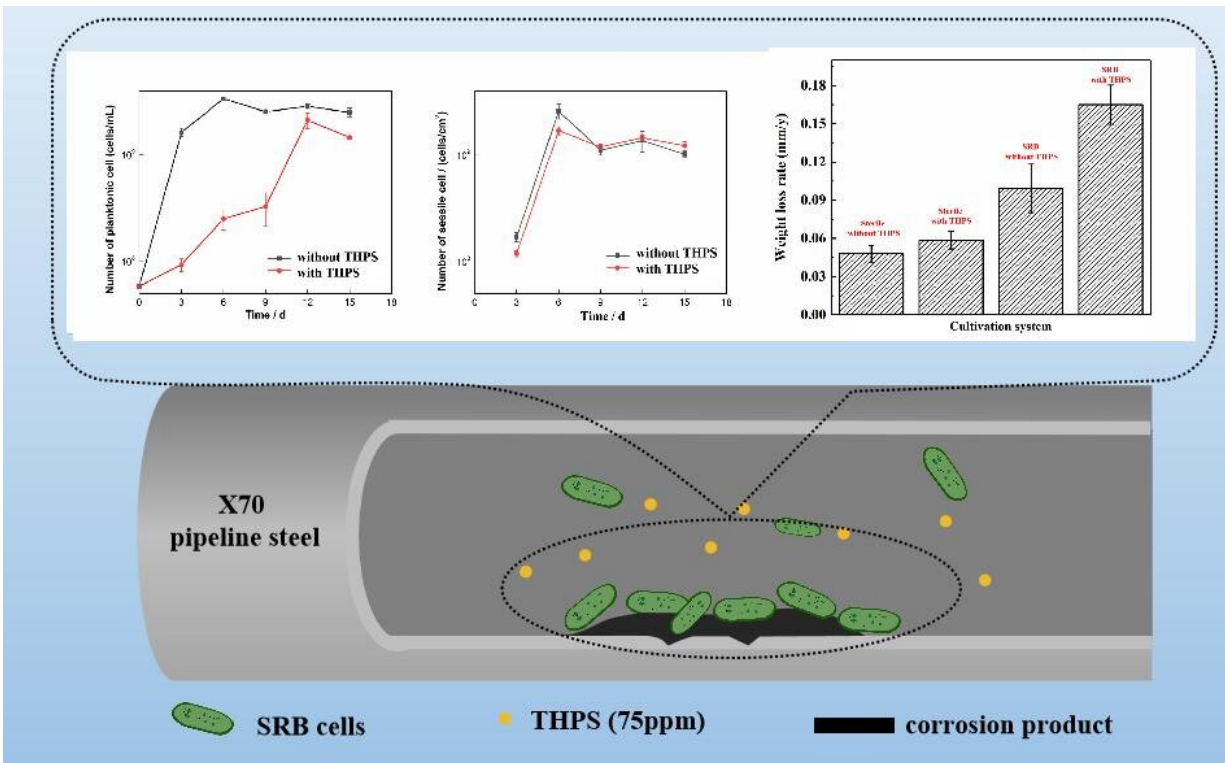 Number of planktonic cell (cells/mL)
without THPS
with THPS
0 3 6 9 12 15 18
Time / d
Number of sessile cell / (cells/cm²)
without THPS
with THPS
0 3 6 9 12 15 18
Time / d
Weight loss rate (mm/y)
0.18
0.15
0.12
0.09
0.06
0.03
0.00
Sterile
without THPS
Sterile
with THPS
SRB
without THPS
SRB
with THPS
Cultivation system
X70
pipeline steel
SRB cells
THPS (75ppm)
corrosion product